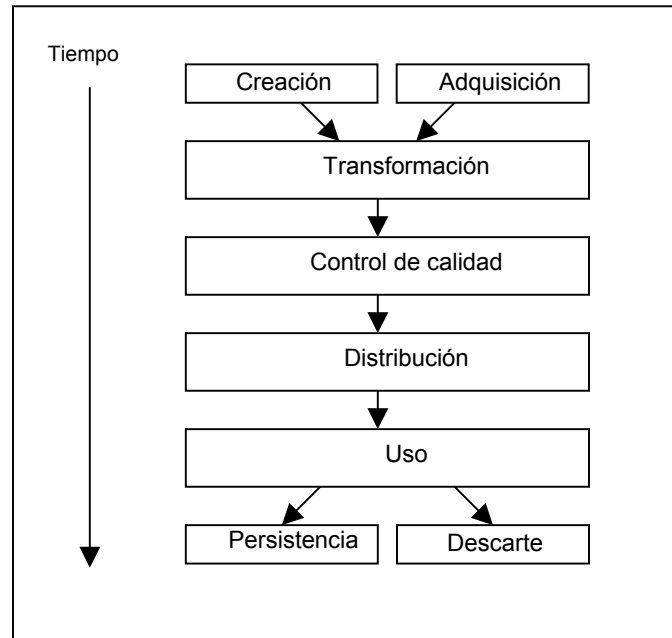 Tiempo
Creación
Adquisición
Transformación
Control de calidad
Distribución
Uso
Persistencia
Descarte